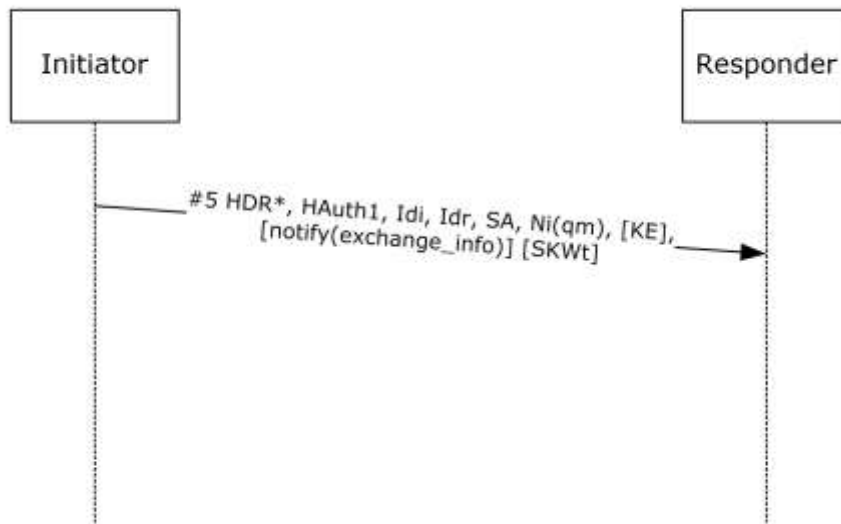 Initiator
Responder
#5 HDR*, HAuth1, Idi, Idr, SA, Ni(qm), [KE],
[notify(exchange_info)] [SKWt]